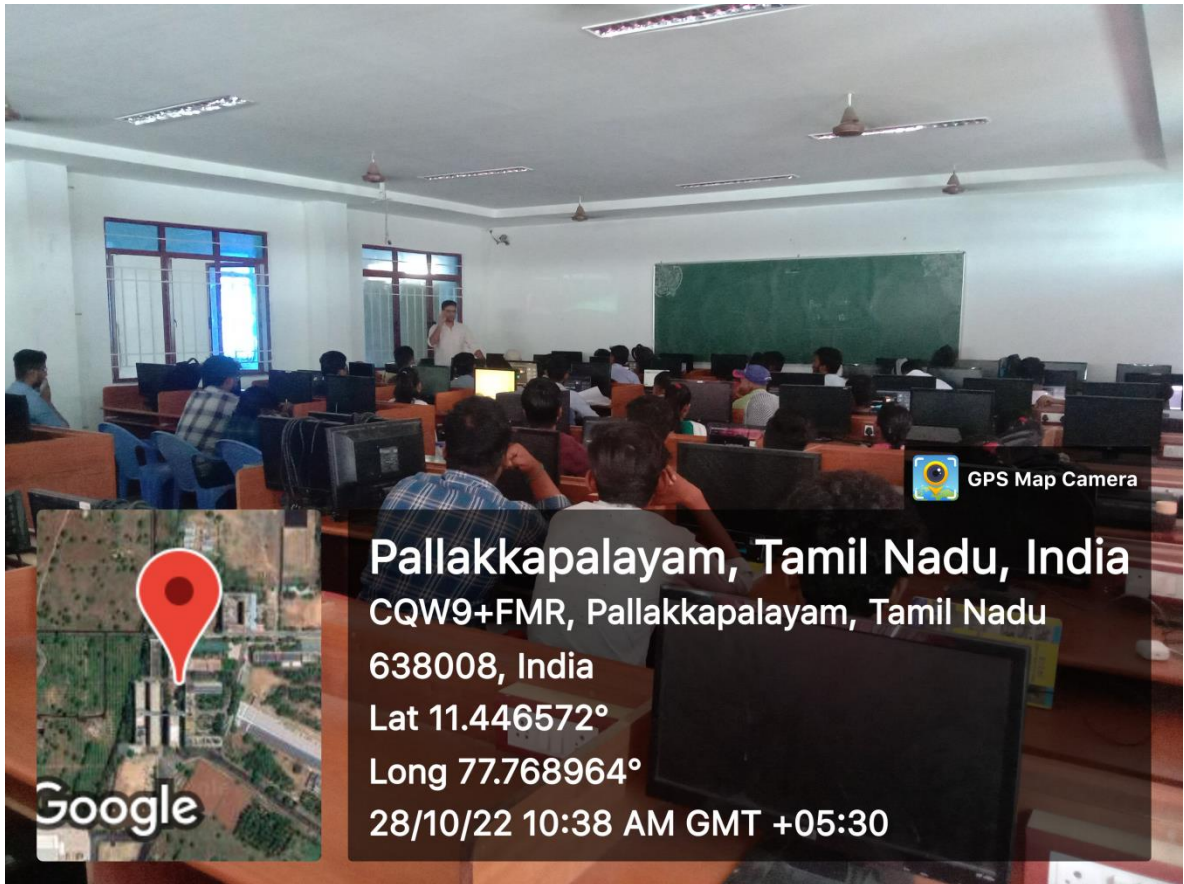 GPS Map Camera
Pallakkapalayam, Tamil Nadu, India
CQW9+FMR, Pallakkapalayam, Tamil Nadu
638008, India
Lat 11.446572°
Long 77.768964°
28/10/22 10:38 AM GMT +05:30
Google